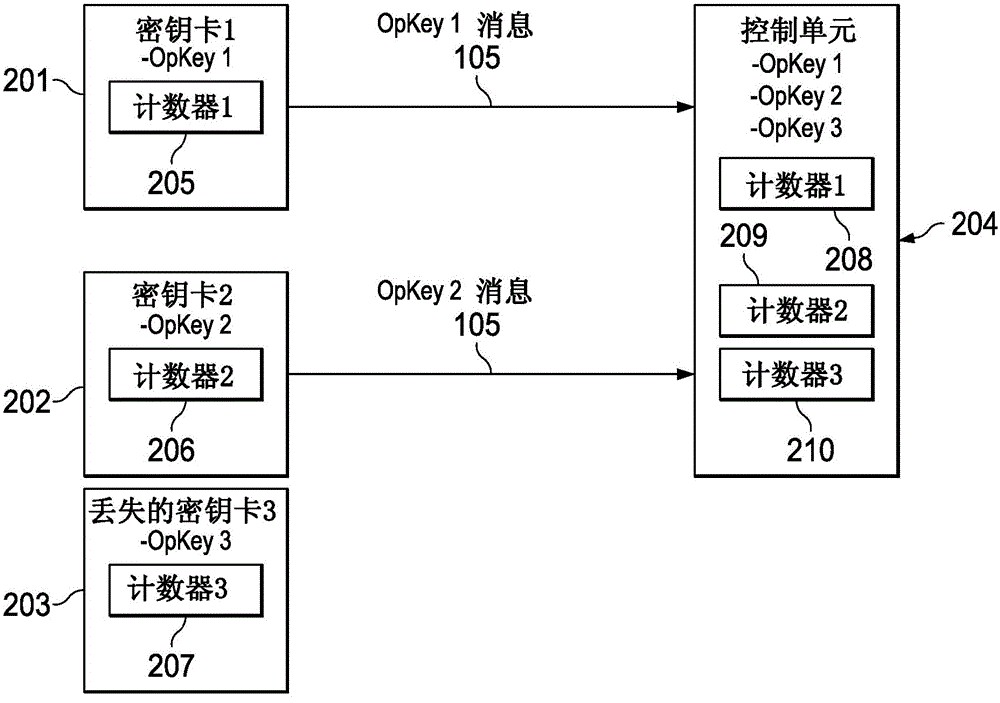 密钥卡1
-OpKey 1
计数器1
205
201
OpKey 1 消息
105
控制单元
-OpKey 1
-OpKey 2
-OpKey 3
计数器1
208
209
计数器2
计数器3
210
204
密钥卡2
-OpKey 2
计数器2
206
202
OpKey 2 消息
105
丢失的密钥卡3
-OpKey 3
计数器3
207
203